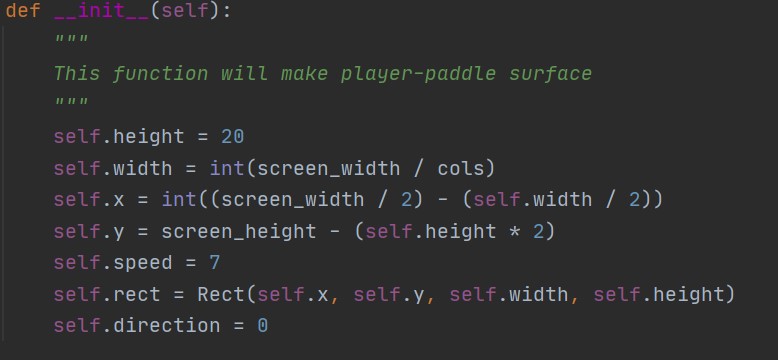 def __init__(self):
    """
    This function will make player-paddle surface
    """
    self.height = 20
    self.width = int(screen_width / cols)
    self.x = int((screen_width / 2) - (self.width / 2))
    self.y = screen_height - (self.height * 2)
    self.speed = 7
    self.rect = Rect(self.x, self.y, self.width, self.height)
    self.direction = 0